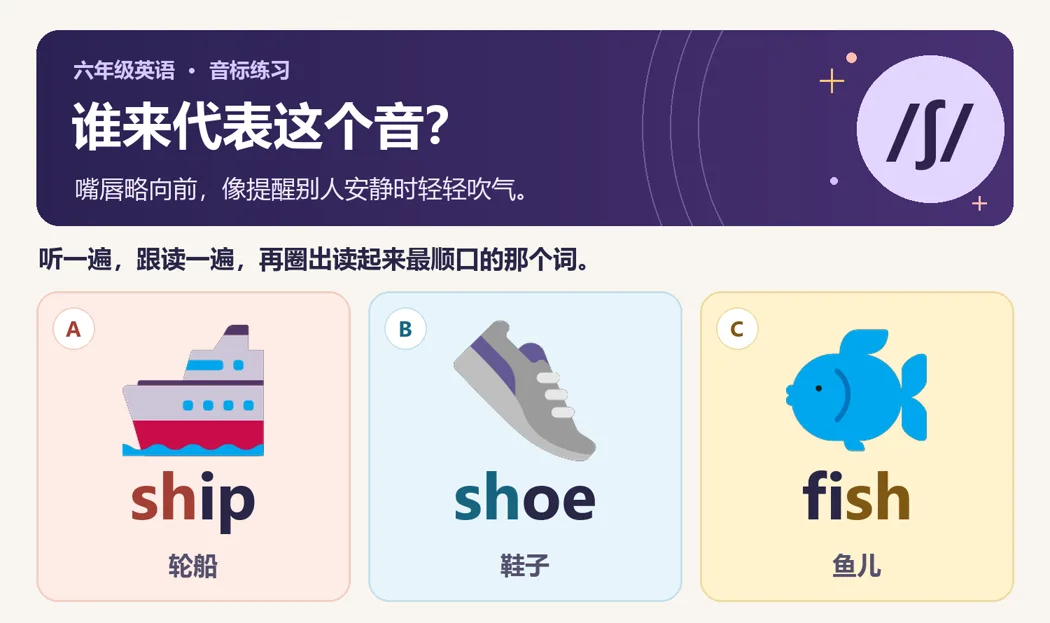 六年级英语 • 音标练习
谁来代表这个音？
嘴唇略向前，像提醒别人安静时轻轻吹气。
/ʃ/
听一遍，跟读一遍，再圈出读起来最顺口的那个词。
A
ship
轮船
B
shoe
鞋子
C
fish
鱼儿